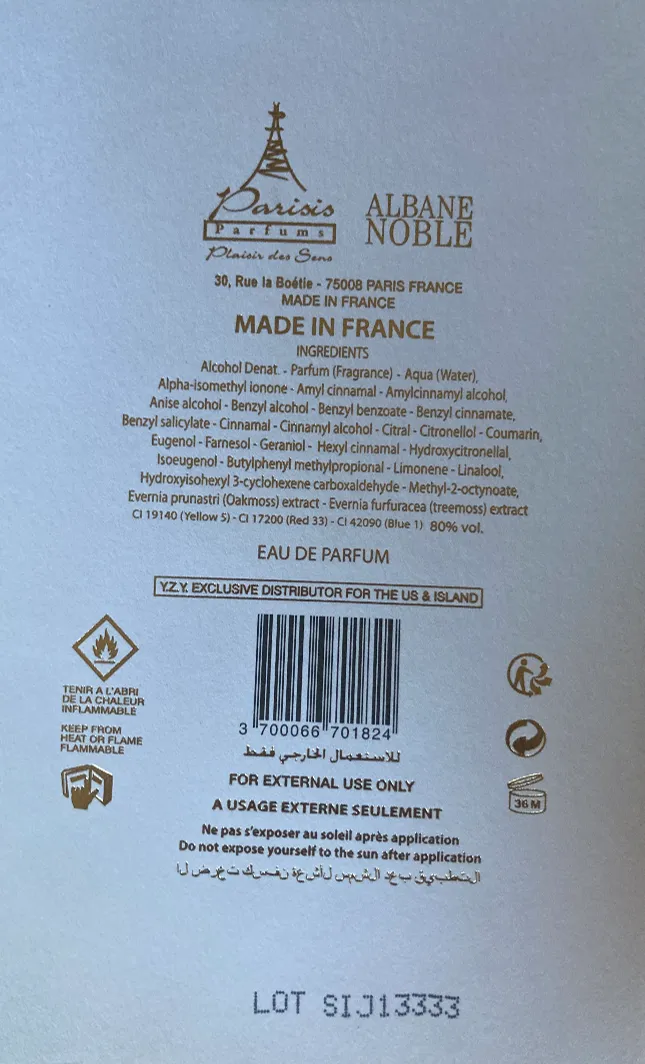 Parisis
Parfums
Plaisir des Sens
ALBANE
NOBLE
30, Rue la Boétie - 75008 PARIS FRANCE
MADE IN FRANCE
MADE IN FRANCE
INGREDIENTS
Alcohol Denat. - Parfum (Fragrance) - Aqua (Water),
Alpha-isomethyl ionone - Amyl cinnamal - Amylcinnamyl alcohol,
Anise alcohol - Benzyl alcohol - Benzyl benzoate - Benzyl cinnamate,
Benzyl salicylate - Cinnamal - Cinnamyl alcohol - Citral - Citronellol - Coumarin,
Eugenol - Farnesol - Geraniol - Hexyl cinnamal - Hydroxycitronellal,
Isoeugenol - Butylphenyl methylpropional - Limonene - Linalool,
Hydroxyisohexyl 3-cyclohexene carboxaldehyde - Methyl-2-octynoate,
Evernia prunastri (Oakmoss) extract - Evernia furfuracea (treemoss) extract
CI 19140 (Yellow 5) - CI 17200 (Red 33) - CI 42090 (Blue 1) 80% vol.
EAU DE PARFUM
Y.Z.Y. EXCLUSIVE DISTRIBUTOR FOR THE US & ISLAND
TENIR A L'ABRI
DE LA CHALEUR
INFLAMMABLE
KEEP FROM
HEAT OR FLAME
FLAMMABLE
3 700066 701824
للاستعمال الخارجي فقط
FOR EXTERNAL USE ONLY
A USAGE EXTERNE SEULEMENT
Ne pas s'exposer au soleil après application
Do not expose yourself to the sun after application
36 M
LOT SIJ13333